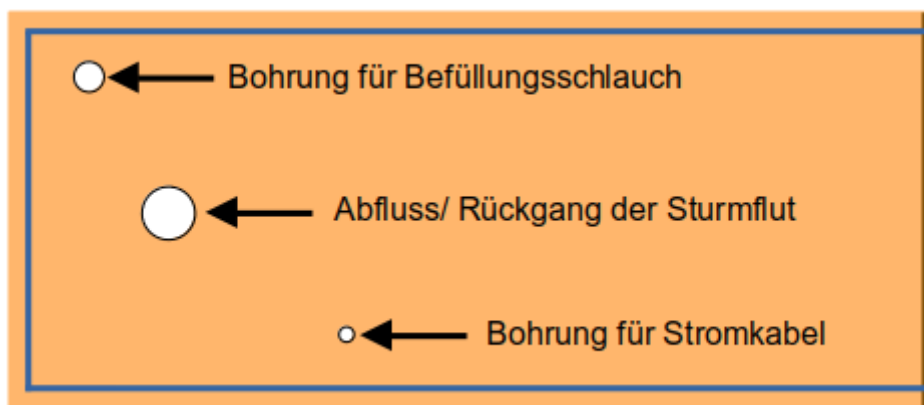 Bohrung für Befüllungsschlauch
Abfluss/ Rückgang der Sturmflut
Bohrung für Stromkabel